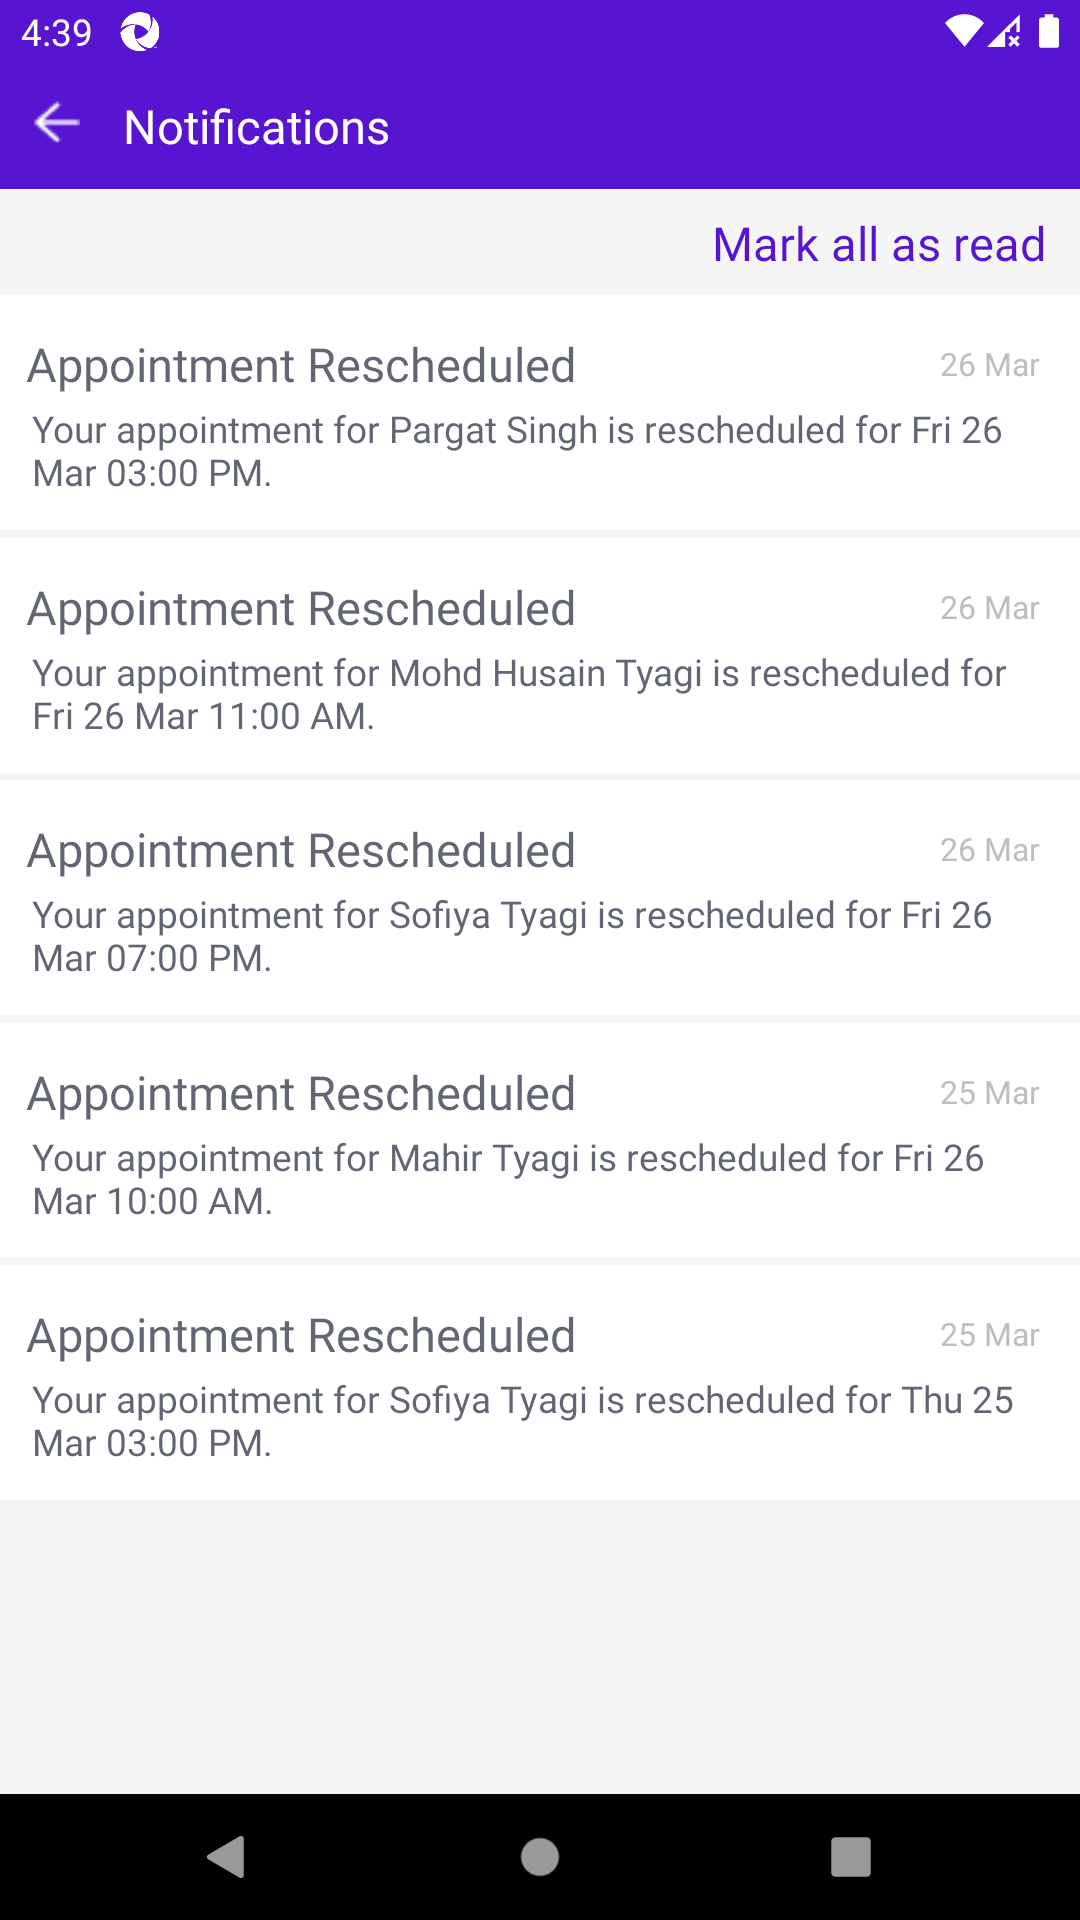 4:39
Notifications
Mark all as read
Appointment Rescheduled 26 Mar
Your appointment for Pargat Singh is rescheduled for Fri 26
Mar 03:00 PM.
Appointment Rescheduled 26 Mar
Your appointment for Mohd Husain Tyagi is rescheduled for
Fri 26 Mar 11:00 AM.
Appointment Rescheduled 26 Mar
Your appointment for Sofiya Tyagi is rescheduled for Fri 26
Mar 07:00 PM.
Appointment Rescheduled 25 Mar
Your appointment for Mahir Tyagi is rescheduled for Fri 26
Mar 10:00 AM.
Appointment Rescheduled 25 Mar
Your appointment for Sofiya Tyagi is rescheduled for Thu 25
Mar 03:00 PM.